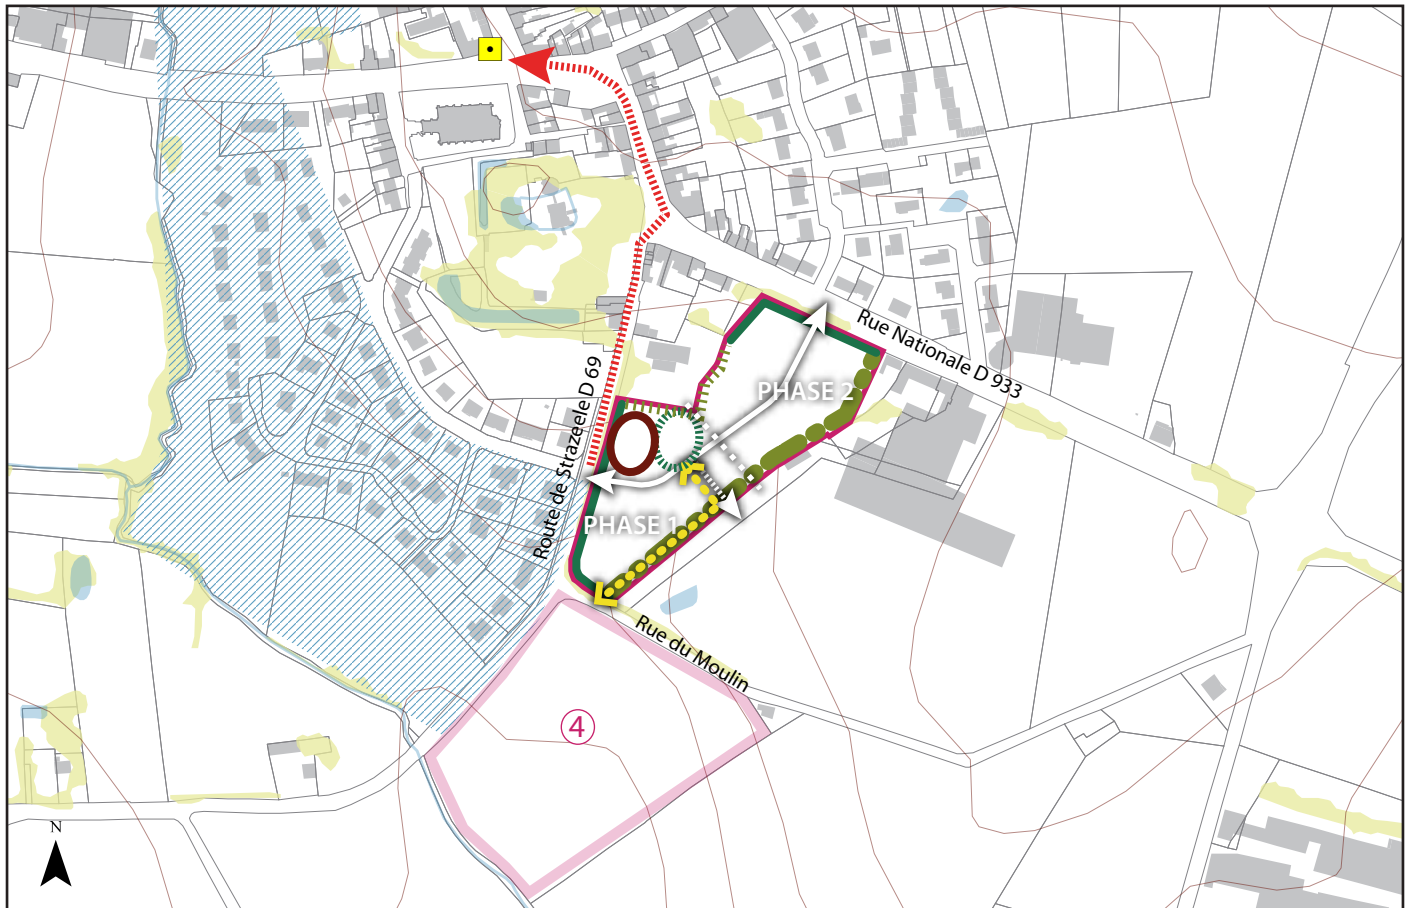 Rue Nationale D 933
PHASE 2
Route de Strazeele D 69
PHASE 1
Rue du Moulin
4
N